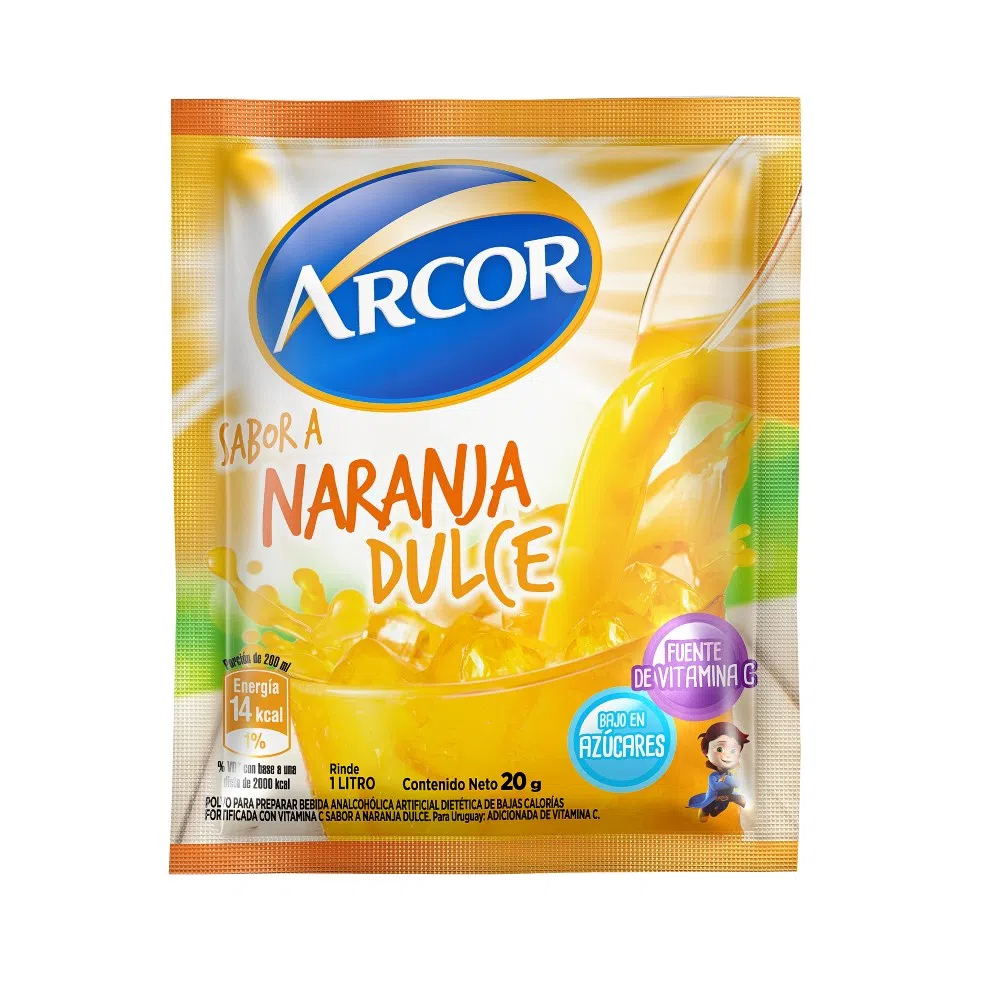 ARCOR
SABOR A
NARANJA
DULCE
Porción de 200 ml
Energía
14 kcal
1%
% VD* con base a una
dieta de 2000 kcal
Rinde
1 LITRO
Contenido Neto 20 g
FUENTE
DE VITAMINA C
BAJO EN
AZÚCARES
POLVO PARA PREPARAR BEBIDA ANALCOHÓLICA ARTIFICIAL DIETÉTICA DE BAJAS CALORÍAS
FORTIFICADA CON VITAMINA C SABOR A NARANJA DULCE. Para Uruguay: ADICIONADA DE VITAMINA C.